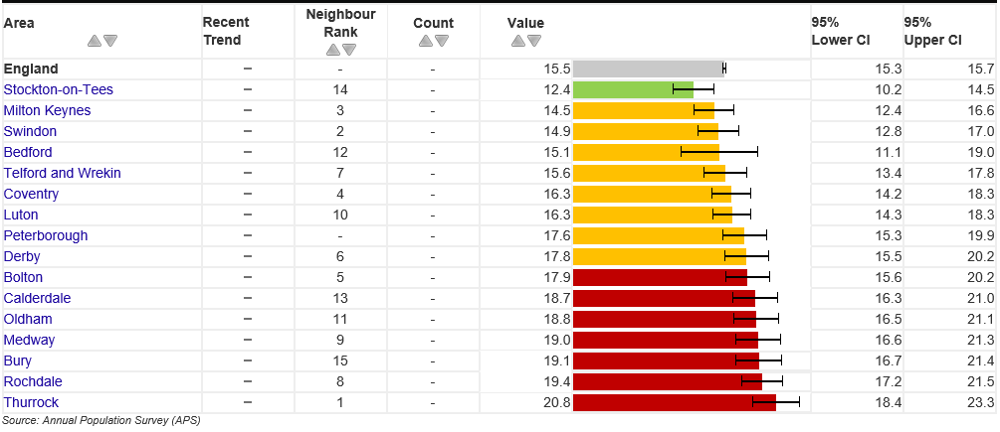 Area Recent Trend Neighbour Rank Count Value 95% Lower CI 95% Upper CI
England – - - 15.5 15.3 15.7
Stockton-on-Tees – 14 - 12.4 10.2 14.5
Milton Keynes – 3 - 14.5 12.4 16.6
Swindon – 2 - 14.9 12.8 17.0
Bedford – 12 - 15.1 11.1 19.0
Telford and Wrekin – 7 - 15.6 13.4 17.8
Coventry – 4 - 16.3 14.2 18.3
Luton – 10 - 16.3 14.3 18.3
Peterborough – - - 17.6 15.3 19.9
Derby – 6 - 17.8 15.5 20.2
Bolton – 5 - 17.9 15.6 20.2
Calderdale – 13 - 18.7 16.3 21.0
Oldham – 11 - 18.8 16.5 21.1
Medway – 9 - 19.0 16.6 21.3
Bury – 15 - 19.1 16.7 21.4
Rochdale – 8 - 19.4 17.2 21.5
Thurrock – 1 - 20.8 18.4 23.3
Source: Annual Population Survey (APS)